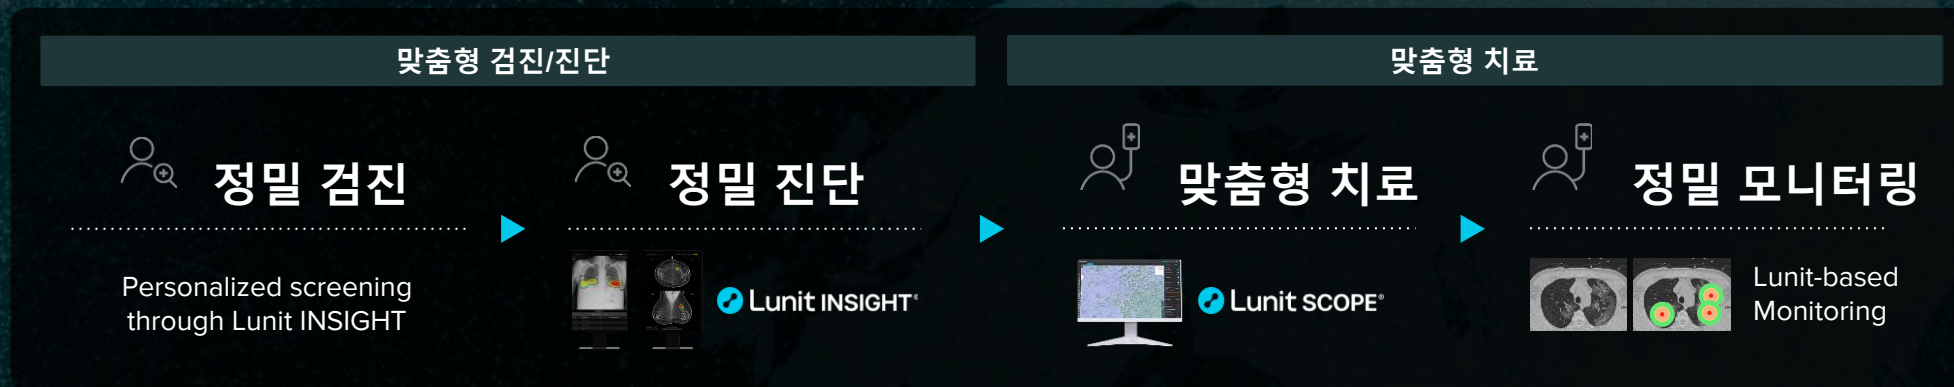 맞춤형 검진/진단
맞춤형 치료
정밀 검진
정밀 진단
맞춤형 치료
정밀 모니터링
Personalized screening
through Lunit INSIGHT
Lunit INSIGHT®
Lunit SCOPE®
Lunit-based
Monitoring